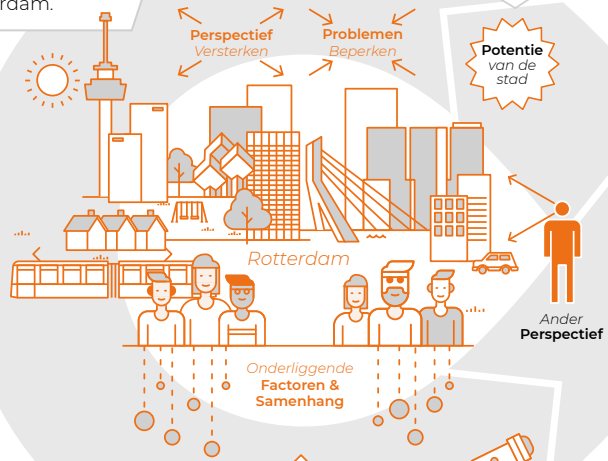 rdam.
Perspectief
Versterken
Problemen
Beperken
Potentie
van de
stad
Rotterdam
Ander
Perspectief
Onderliggende
Factoren &
Samenhang